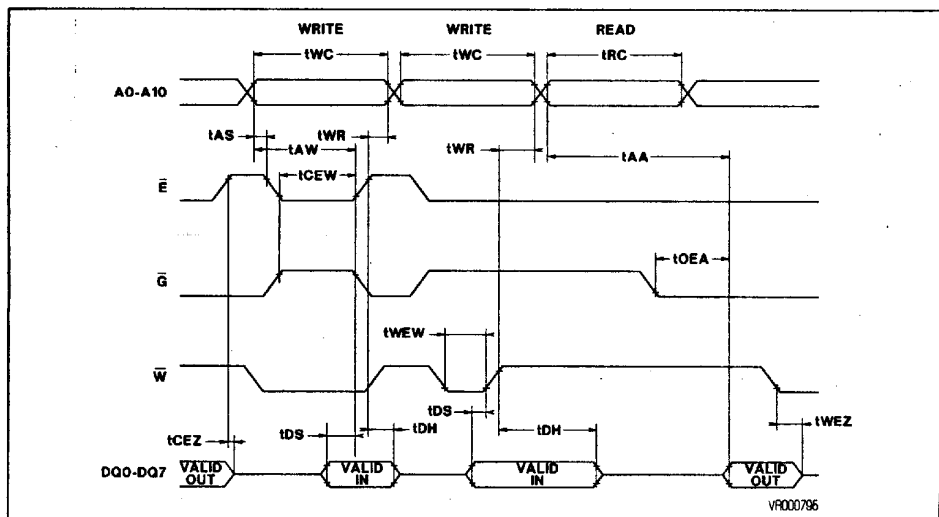 WRITE WRITE READ
tWC tWC tRC
A0-A10
tAS tWR
tAW tWR tAA
tCEW
E
tOEA
G
tWEW
W
tDS
tCEZ tDS tDH tDH tWEZ
DQ0-DQ7 VALID OUT VALID IN VALID IN VALID OUT
VR000795